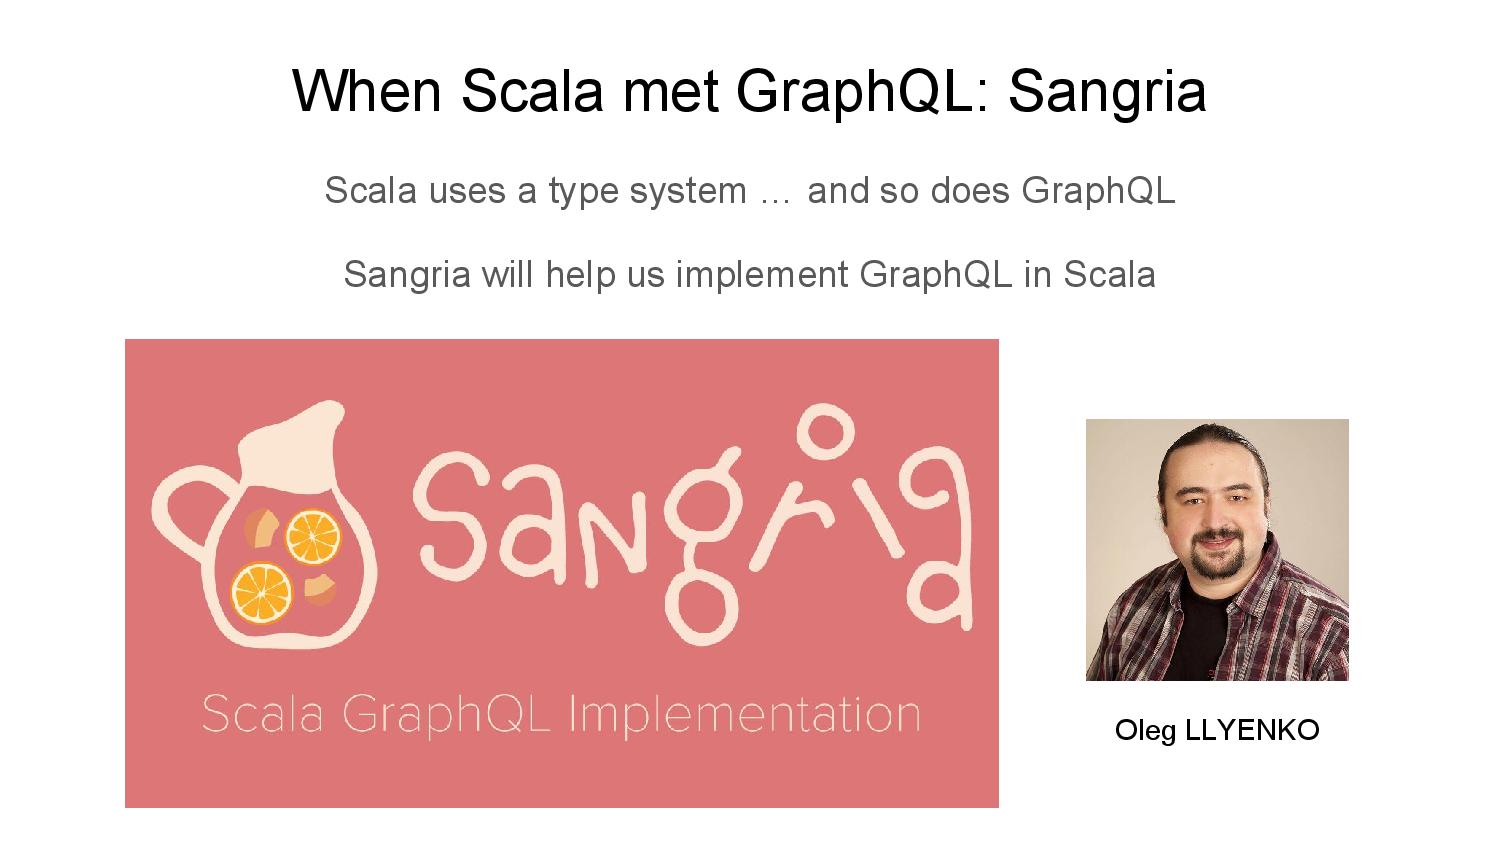 When Scala met GraphQL: Sangria
Scala uses a type system ... and so does GraphQL
Sangria will help us implement GraphQL in Scala
sangria
Scala GraphQL Implementation
Oleg LLYENKO